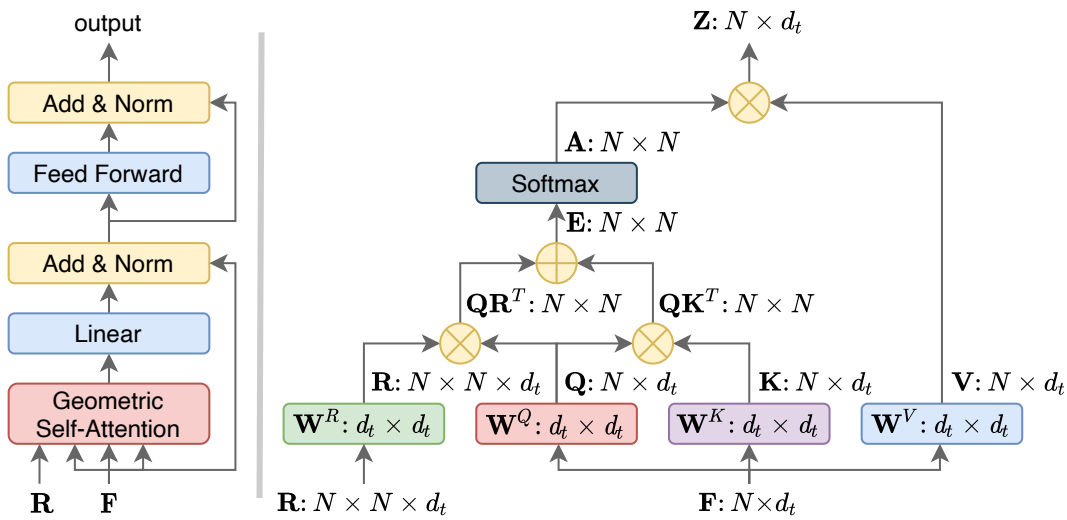 output
Add & Norm
Feed Forward
Add & Norm
Linear
Geometric
Self-Attention
R
F
Z: N × d_t
A: N × N
Softmax
E: N × N
QR^T: N × N
QK^T: N × N
R: N × N × d_t
Q: N × d_t
K: N × d_t
V: N × d_t
W^R: d_t × d_t
W^Q: d_t × d_t
W^K: d_t × d_t
W^V: d_t × d_t
R: N × N × d_t
F: N×d_t